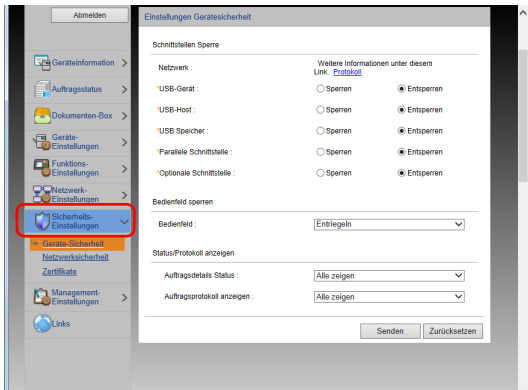 Abmelden
Geräteinformation
Auftragsstatus
Dokumenten-Box
Geräte-
Einstellungen
Funktions-
Einstellungen
Netzwerk-
Einstellungen
Sicherheits-
Einstellungen
Geräte-Sicherheit
Netzwerksicherheit
Zertifikate
Management-
Einstellungen
Links
Einstellungen Gerätesicherheit
Schnittstellen Sperre
Netzwerk : Weitere Informationen unter diesem
Link. Protokoll
*USB-Gerät : Sperren Entsperren
*USB-Host : Sperren Entsperren
*USB Speicher : Sperren Entsperren
*Parallele Schnittstelle : Sperren Entsperren
*Optionale Schnittstelle : Sperren Entsperren
Bedienfeld sperren
Bedienfeld : Entriegeln
Status/Protokoll anzeigen
Auftragsdetails Status : Alle zeigen
Auftragsprotokoll anzeigen : Alle zeigen
Senden Zurücksetzen